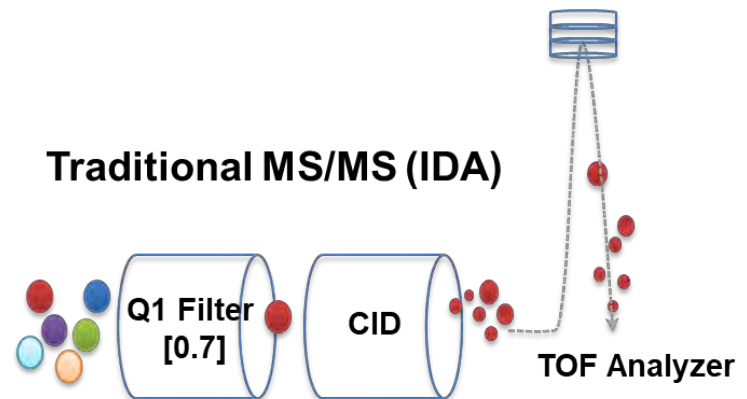 Traditional MS/MS (IDA)
Q1 Filter
[0.7]
CID
TOF Analyzer